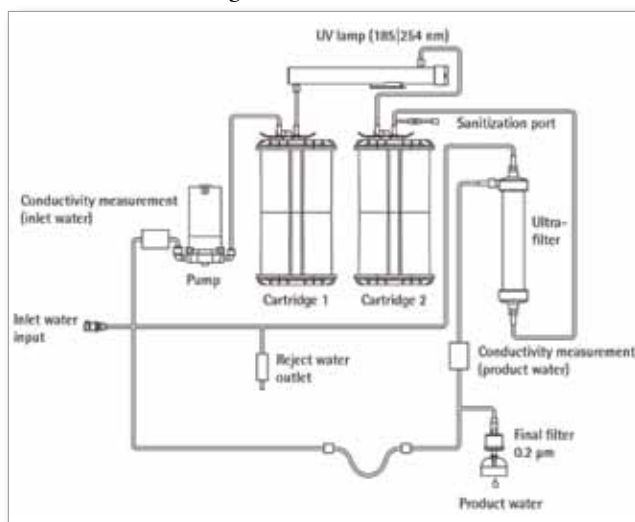 UV lamp (185|254 nm)
Sanitization port
Conductivity measurement
(inlet water)
Ultra-
filter
Pump
Cartridge 1
Cartridge 2
Inlet water
input
Reject water
outlet
Conductivity measurement
(product water)
Final filter
0.2 µm
Product water